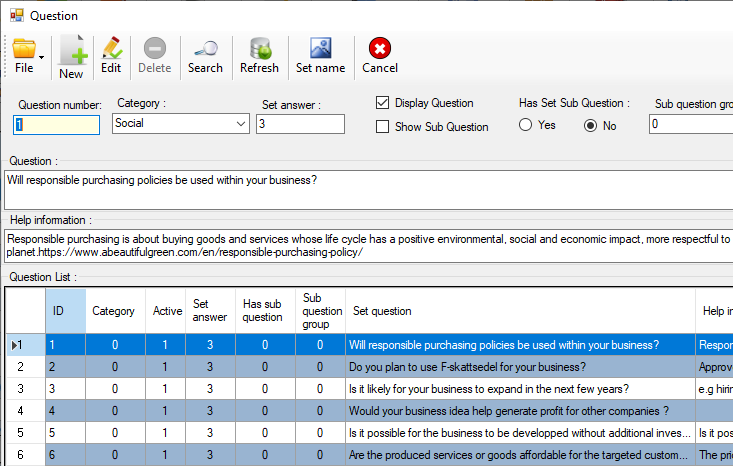 Question
File New Edit Delete Search Refresh Set name Cancel
Question number: Category : Set answer : Display Question Has Set Sub Question : Sub question gro
1 Social 3 Show Sub Question Yes No 0
Question :
Will responsible purchasing policies be used within your business?
Help information :
Responsible purchasing is about buying goods and services whose life cycle has a positive environmental, social and economic impact, more respectful to
planet.https://www.abeautifulgreen.com/en/responsible-purchasing-policy/
Question List :
ID Category Active Set answer Has sub question Sub question group Set question Help in
1 1 0 1 3 0 0 Will responsible purchasing policies be used within your business? Respon
2 2 0 1 3 0 0 Do you plan to use F-skattsedel for your business? Approve
3 3 0 1 3 0 0 Is it likely for your business to expand in the next few years? e.g hiring
4 4 0 1 3 0 0 Would your business idea help generate profit for other companies ?
5 5 0 1 3 0 0 Is it possible for the business to be developped without additional inves... Is it pos
6 6 0 1 3 0 0 Are the produced services or goods affordable for the targeted custom... The pric